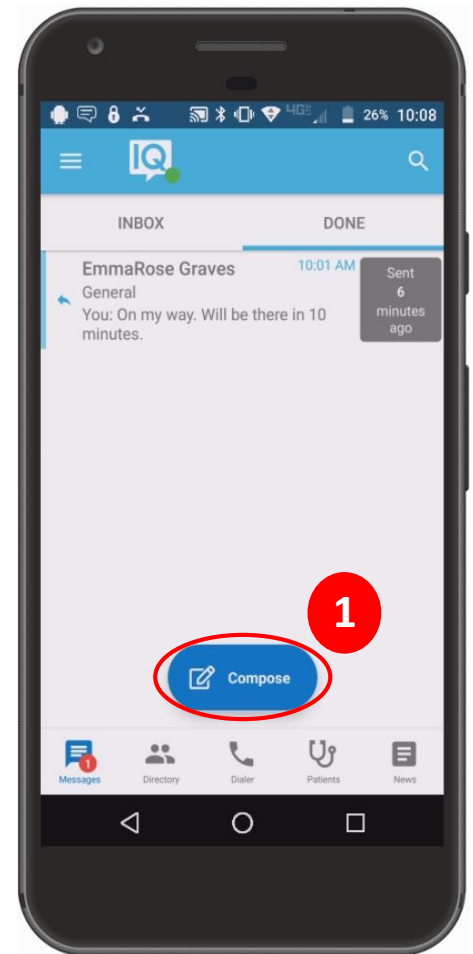 4G 26% 10:08
IQ
INBOX DONE
EmmaRose Graves 10:01 AM
General
You: On my way. Will be there in 10
minutes.
Sent
6
minutes
ago
1
Compose
1
Messages Directory Dialer Patients News